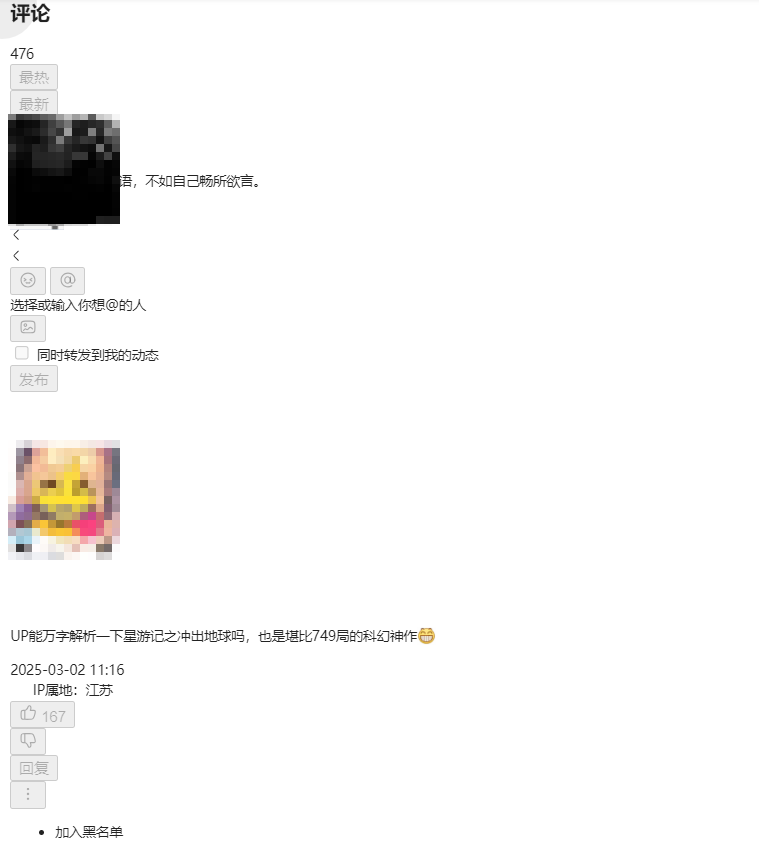 评论
476
最热
最新
语，不如自己畅所欲言。
@
选择或输入你想@的人
同时转发到我的动态
发布
UP能万字解析一下星游记之冲出地球吗，也是堪比749局的科幻神作😁
2025-03-02 11:16
IP属地：江苏
167
回复
加入黑名单